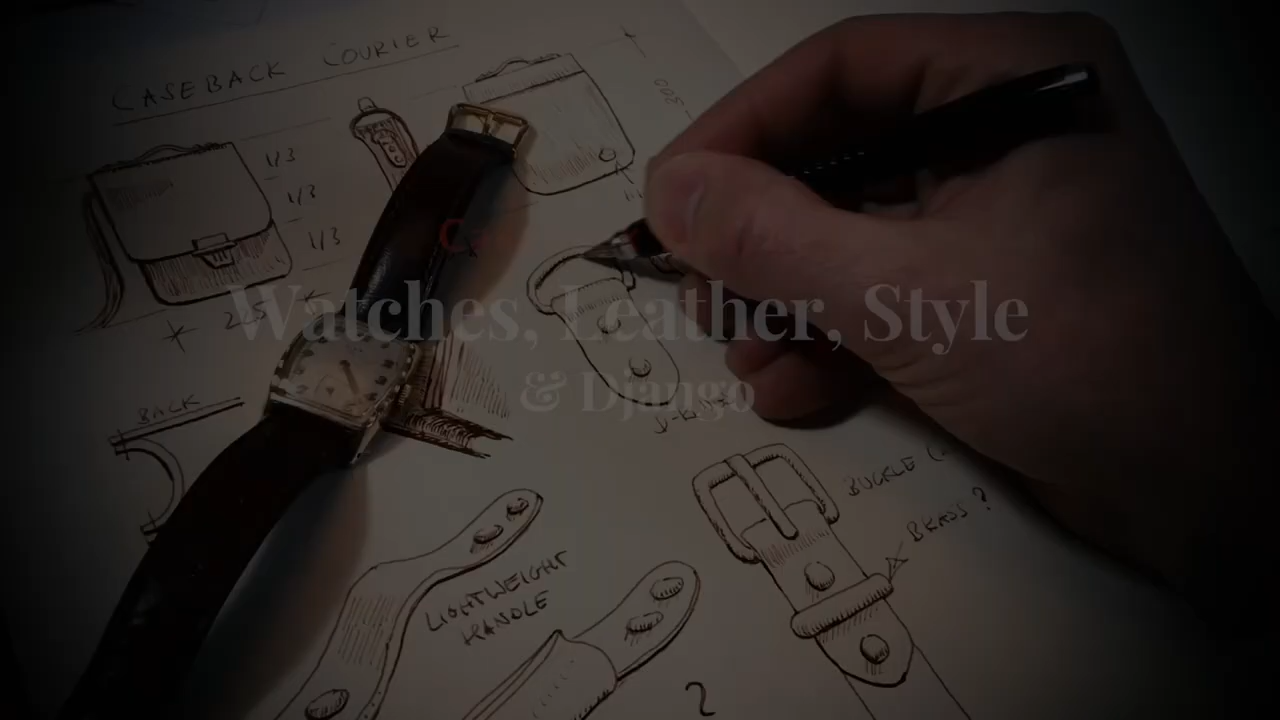 CASEBACK COURIER
1/3
1/3
1/3
300
Watches, Leather, Style
& Django
BACK
BUCKLE
BRASS?
LIGHTWEIGHT
HANDLE
2